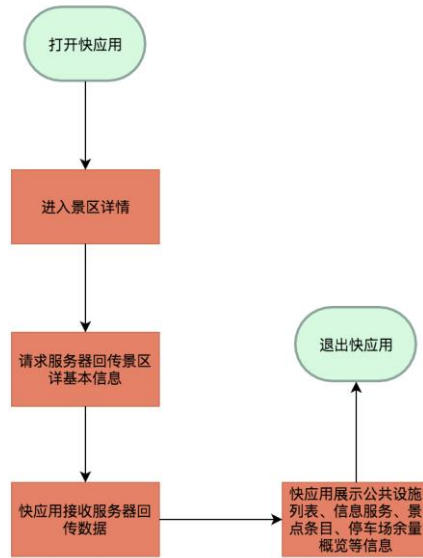 打开快应用
进入景区详情
请求服务器回传景区
详基本信息
快应用接收服务器回
传数据
快应用展示公共设施
列表、信息服务、景
点条目、停车场余量
概览等信息
退出快应用